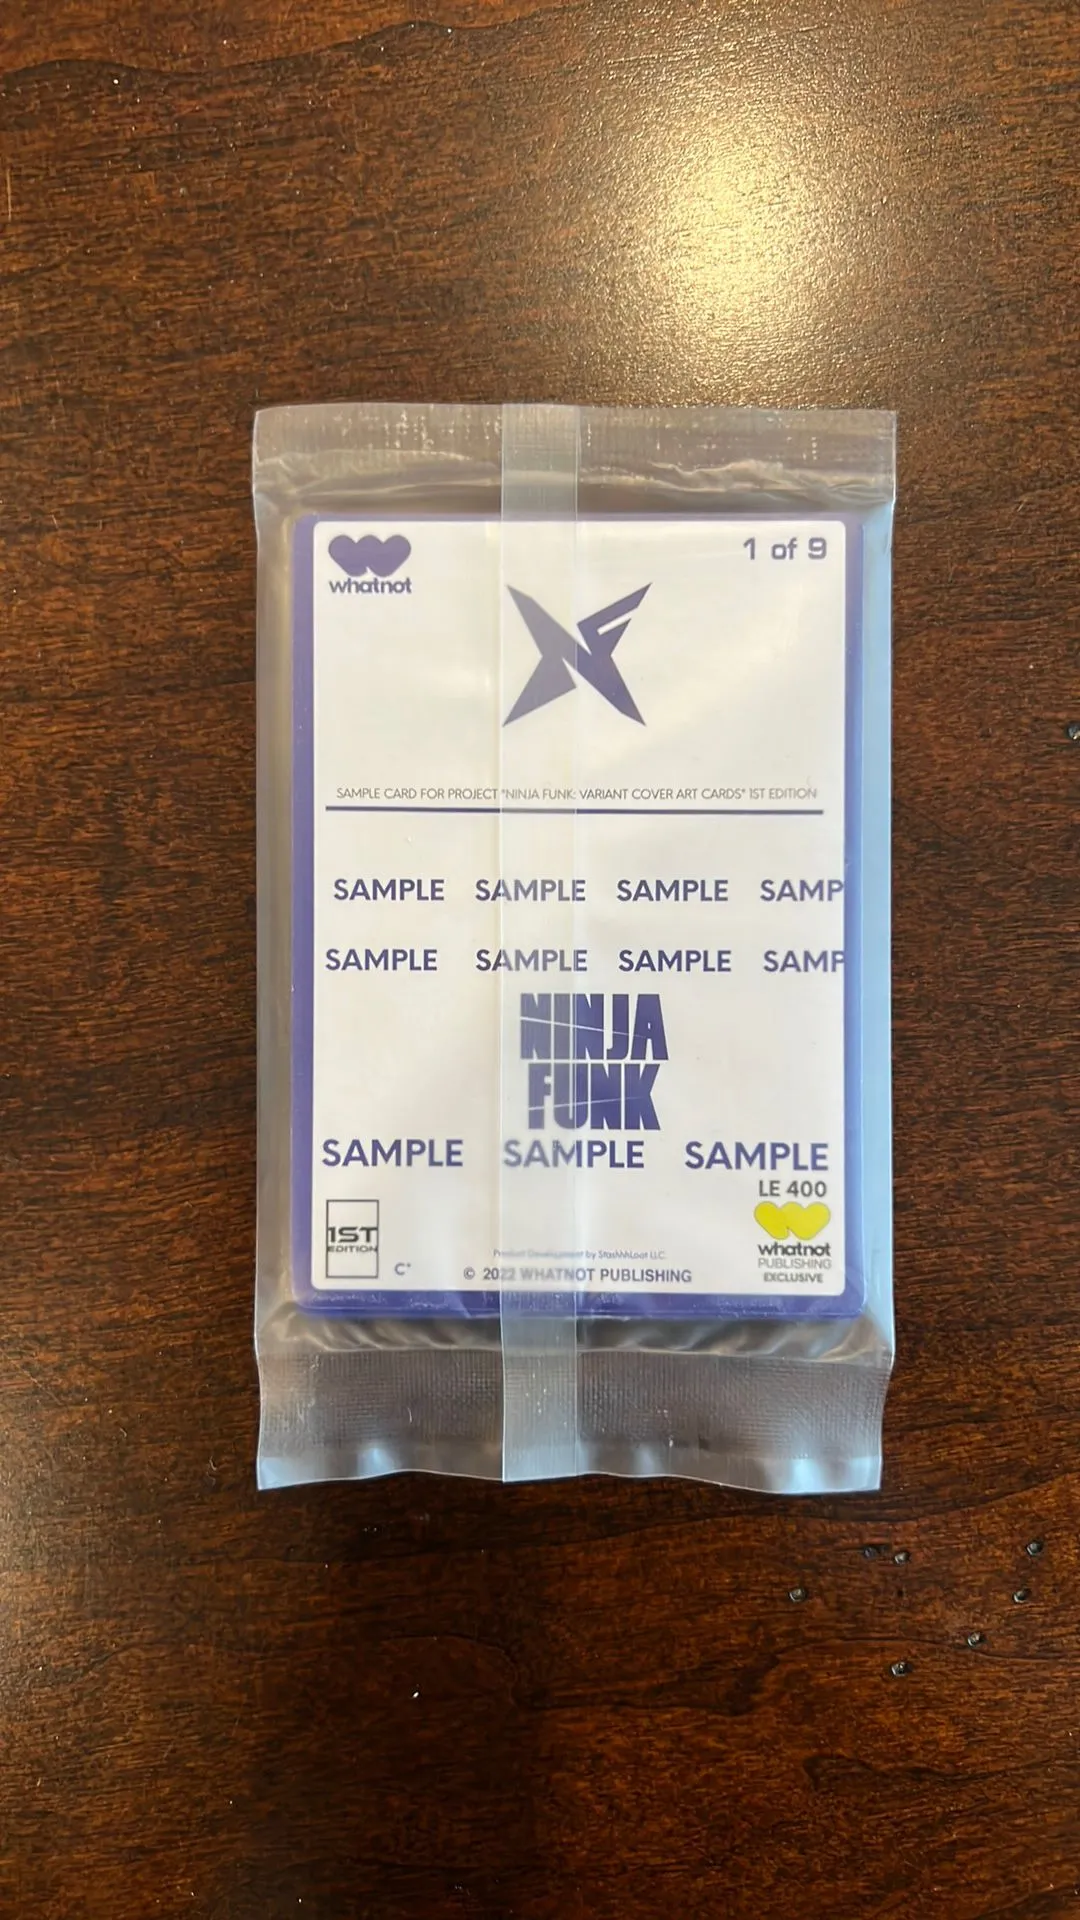 whatnot
1 of 9
NF
SAMPLE CARD FOR PROJECT "NINJA FUNK: VARIANT COVER ART CARDS" 1ST EDITION
SAMPLE SAMPLE SAMPLE SAMP
SAMPLE SAMPLE SAMPLE SAMP
NINJA
FUNK
SAMPLE SAMPLE SAMPLE
LE 400
1ST
EDITION
C*
Product Development by StashhLoot LLC.
© 2022 WHATNOT PUBLISHING
whatnot
PUBLISHING
EXCLUSIVE